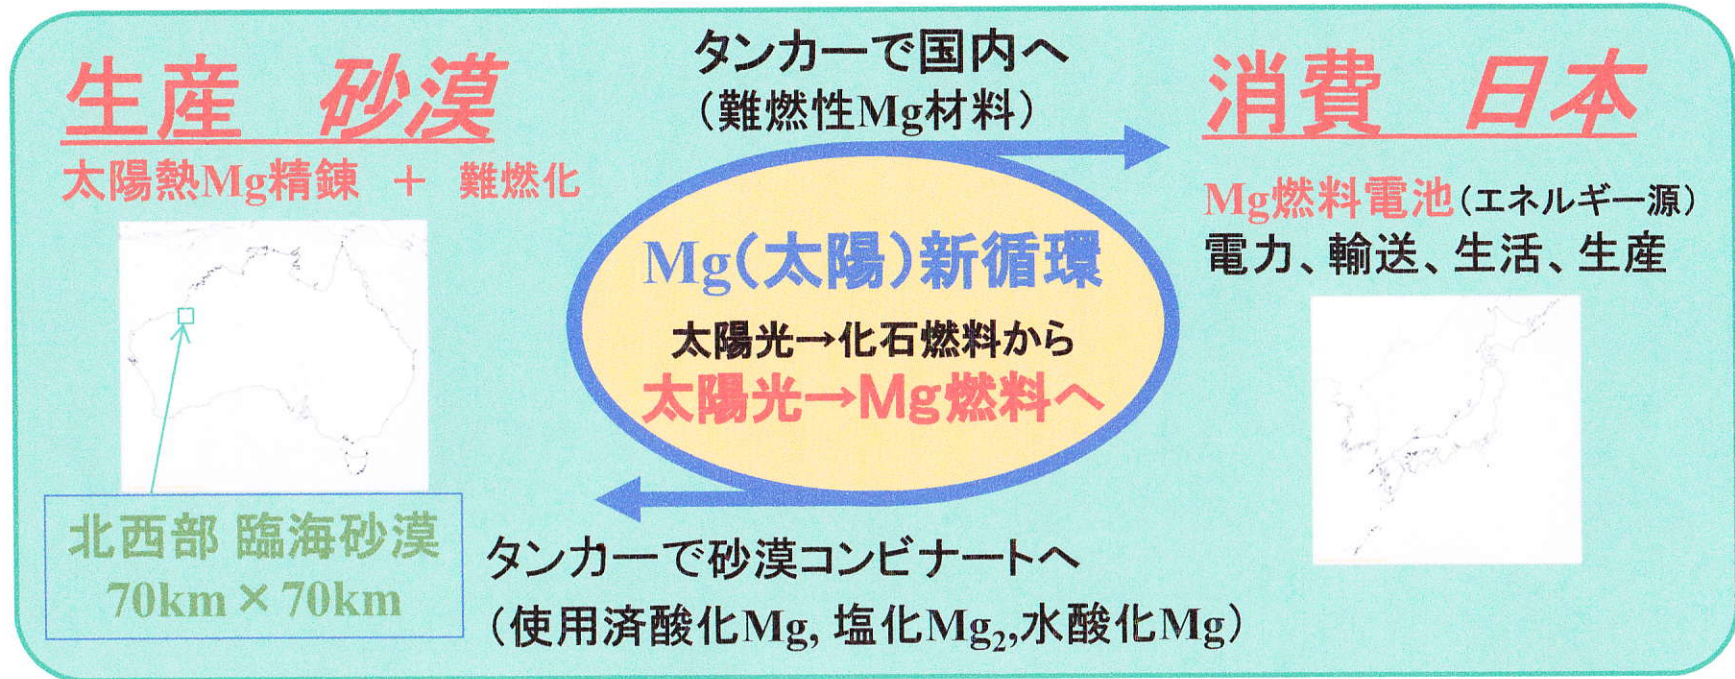 生産 砂漠
太陽熱Mg精錬 + 難燃化
北西部 臨海砂漠
70km×70km
タンカーで国内へ
(難燃性Mg材料)
Mg(太陽)新循環
太陽光→化石燃料から
太陽光→Mg燃料へ
タンカーで砂漠コンビナートへ
(使用済酸化Mg, 塩化Mg₂,水酸化Mg)
消費 日本
Mg燃料電池(エネルギー源)
電力、輸送、生活、生産